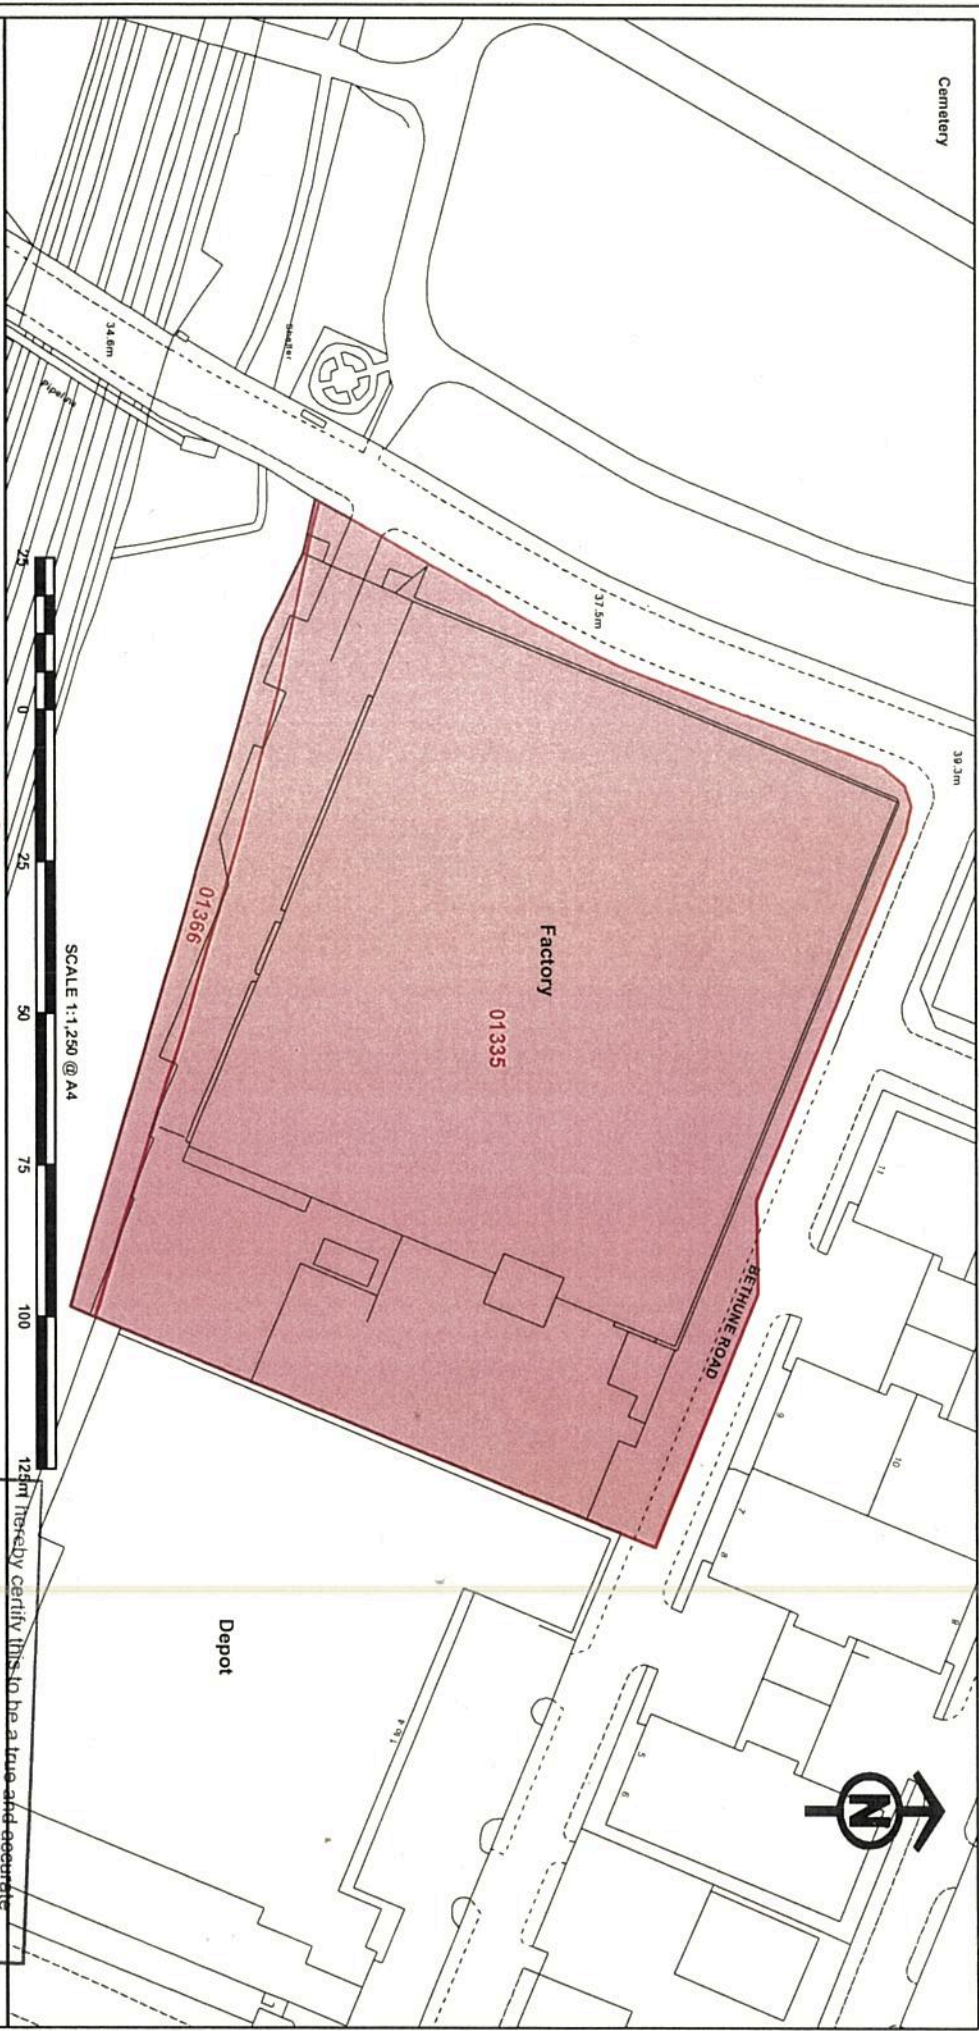 Cemetery
39.3m
37.5m
34.6m
Shelter
Pipeline
Factory
01335
01366
BETHUNE ROAD
11
10
9
7
8
5
6
Depot
N
25
0
25
50
75
100
125m
SCALE 1:1,250 @ A4
I hereby certify this to be a true and accurate